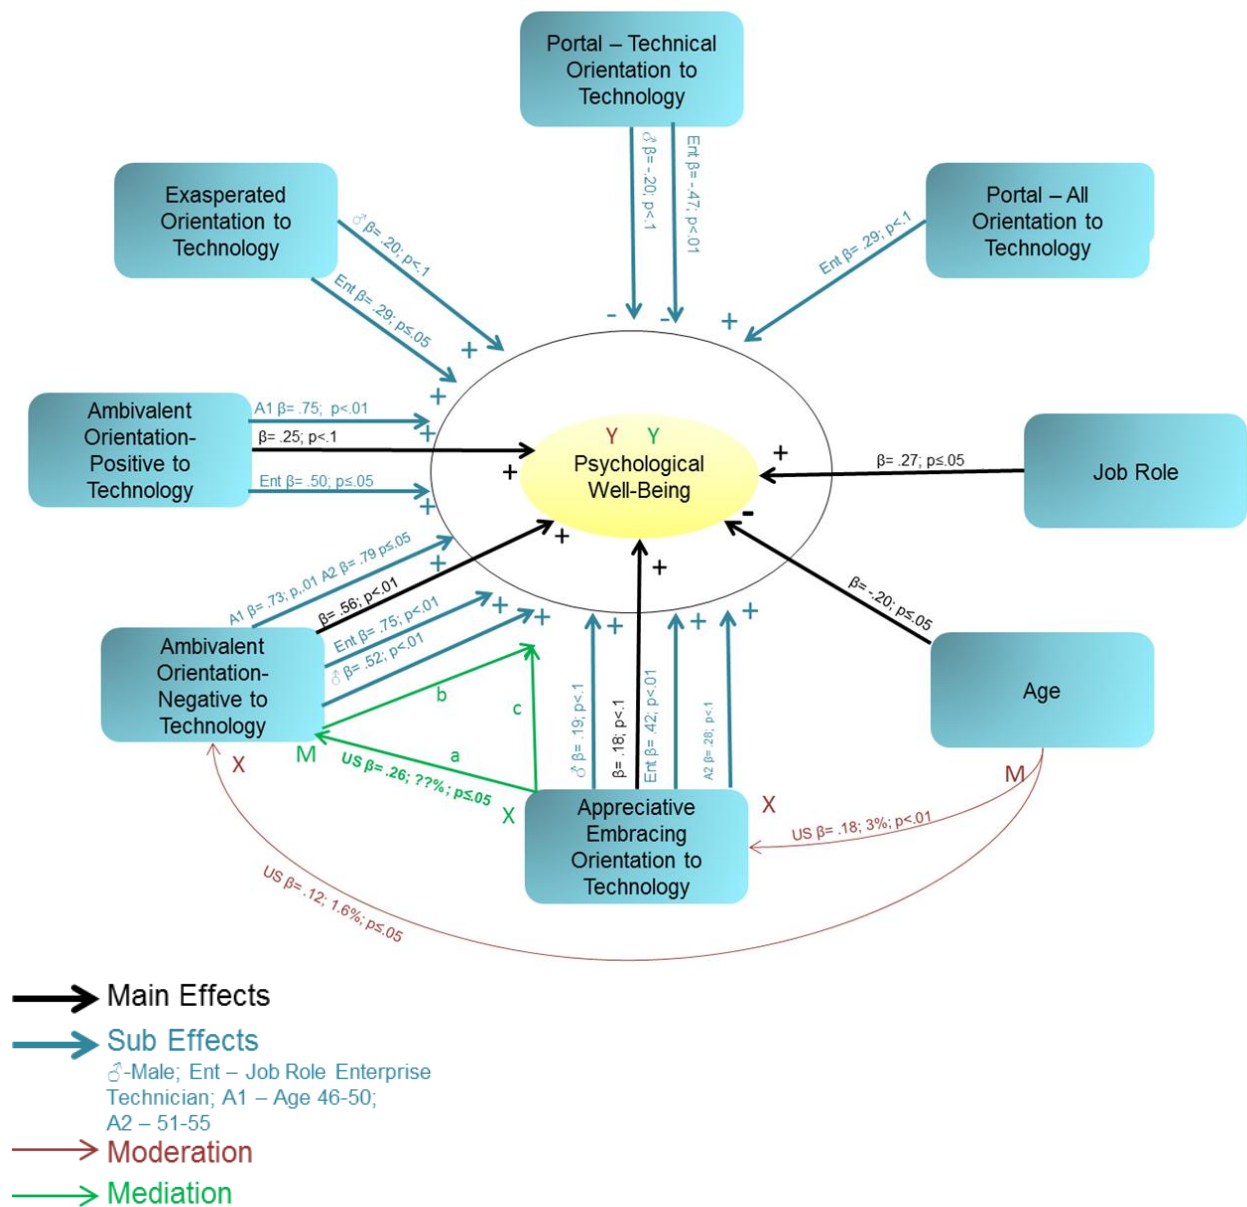 Portal – Technical
Orientation to
Technology
♂ β= -.20; p<.1
Ent β= -.47; p<.01
-
-
Exasperated
Orientation to
Technology
♂ β= .20; p<.1
Ent β= .29; p≤.05
+
+
Portal – All
Orientation to
Technology
Ent β= .29; p<.1
+
Ambivalent
Orientation-
Positive to
Technology
A1 β= .75; p<.01
+
β= .25; p<.1
+
Ent β= .50; p≤.05
+
Y Y
Psychological
Well-Being
Job Role
β= .27; p≤.05
+
Ambivalent
Orientation-
Negative to
Technology
A1 β= .73; p,.01 A2 β= .79 p≤.05
+
β= .56; p<.01
+
Ent β= .75; p<.01
+
♂ β= .52; p<.01
+
Age
β= -.20; p≤.05
-
b
c
a
M
X
US β= .26; ??%; p≤.05
♂ β= .19; p<.1
+
β= .18; p<.1
+
Ent β= .42; p<.01
+
A2 β= .28; p<.1
+
Appreciative
Embracing
Orientation to
Technology
X
M
US β= .18; 3%; p<.01
X
US β= .12; 1.6%; p≤.05
Main Effects
Sub Effects
♂-Male; Ent – Job Role Enterprise
Technician; A1 – Age 46-50;
A2 – 51-55
Moderation
Mediation